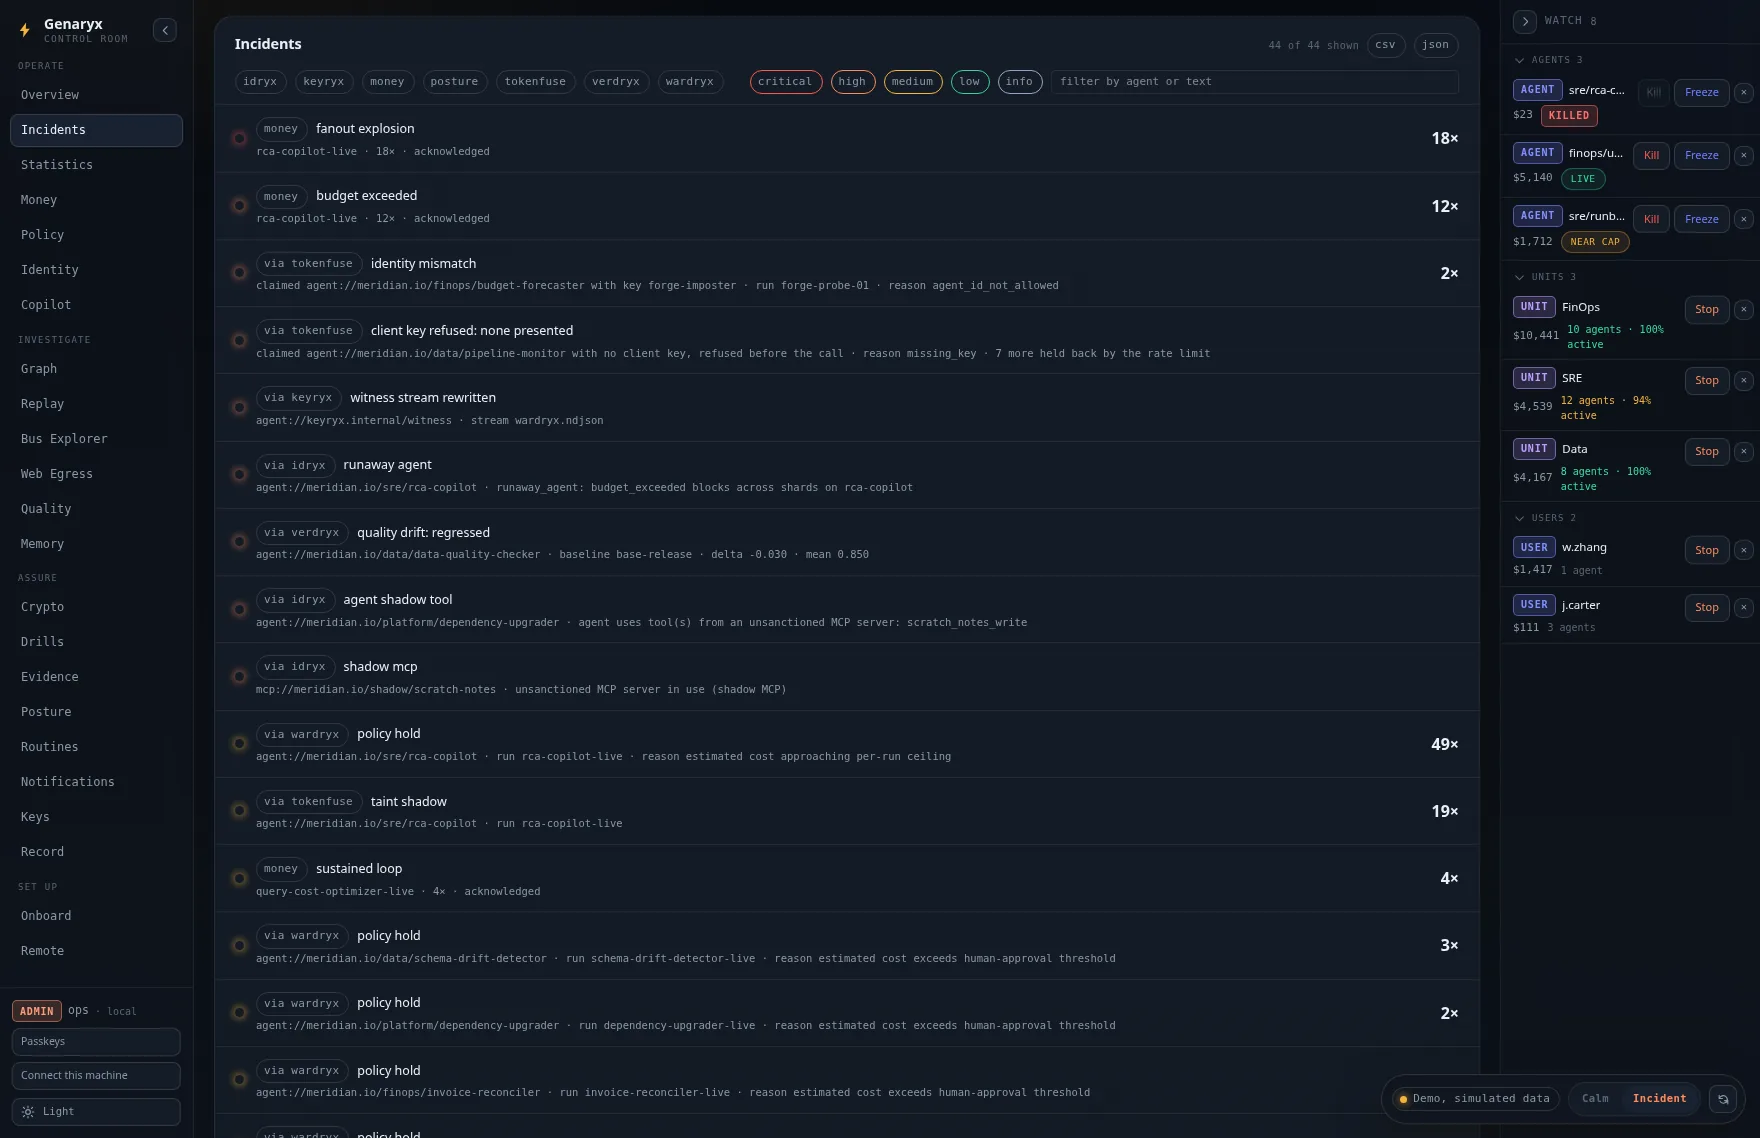 Genaryx
CONTROL ROOM
OPERATE
Overview
Incidents
Statistics
Money
Policy
Identity
Copilot
INVESTIGATE
Graph
Replay
Bus Explorer
Web Egress
Quality
Memory
ASSURE
Crypto
Drills
Evidence
Posture
Routines
Notifications
Keys
Record
SET UP
Onboard
Remote
ADMIN ops · local
Passkeys
Connect this machine
Light
Incidents
44 of 44 shown csv json
idryx keyryx money posture tokenfuse verdryx wardryx critical high medium low info filter by agent or text
money fanout explosion
rca-copilot-live · 18× · acknowledged
18×
money budget exceeded
rca-copilot-live · 12× · acknowledged
12×
via tokenfuse identity mismatch
claimed agent://meridian.io/finops/budget-forecaster with key forge-imposter · run forge-probe-01 · reason agent_id_not_allowed
2×
via tokenfuse client key refused: none presented
claimed agent://meridian.io/data/pipeline-monitor with no client key, refused before the call · reason missing_key · 7 more held back by the rate limit
via keyryx witness stream rewritten
agent://keyryx.internal/witness · stream wardryx.ndjson
via idryx runaway agent
agent://meridian.io/sre/rca-copilot · runaway_agent: budget_exceeded blocks across shards on rca-copilot
via verdryx quality drift: regressed
agent://meridian.io/data/data-quality-checker · baseline base-release · delta -0.030 · mean 0.850
via idryx agent shadow tool
agent://meridian.io/platform/dependency-upgrader · agent uses tool(s) from an unsanctioned MCP server: scratch_notes_write
via idryx shadow mcp
mcp://meridian.io/shadow/scratch-notes · unsanctioned MCP server in use (shadow MCP)
via wardryx policy hold
agent://meridian.io/sre/rca-copilot · run rca-copilot-live · reason estimated cost approaching per-run ceiling
49×
via tokenfuse taint shadow
agent://meridian.io/sre/rca-copilot · run rca-copilot-live
19×
money sustained loop
query-cost-optimizer-live · 4× · acknowledged
4×
via wardryx policy hold
agent://meridian.io/data/schema-drift-detector · run schema-drift-detector-live · reason estimated cost exceeds human-approval threshold
3×
via wardryx policy hold
agent://meridian.io/platform/dependency-upgrader · run dependency-upgrader-live · reason estimated cost exceeds human-approval threshold
2×
via wardryx policy hold
agent://meridian.io/finops/invoice-reconciler · run invoice-reconciler-live · reason estimated cost exceeds human-approval threshold
via wardryx policy hold
WATCH 8
AGENTS 3
AGENT sre/rca-c... Kill Freeze ×
$23 KILLED
AGENT finops/u... Kill Freeze ×
$5,140 LIVE
AGENT sre/runb... Kill Freeze ×
$1,712 NEAR CAP
UNITS 3
UNIT FinOps Stop ×
$10,441 10 agents · 100%
active
UNIT SRE Stop ×
$4,539 12 agents · 94%
active
UNIT Data Stop ×
$4,167 8 agents · 100%
active
USERS 2
USER w.zhang Stop ×
$1,417 1 agent
USER j.carter Stop ×
$111 3 agents
Demo, simulated data Calm Incident